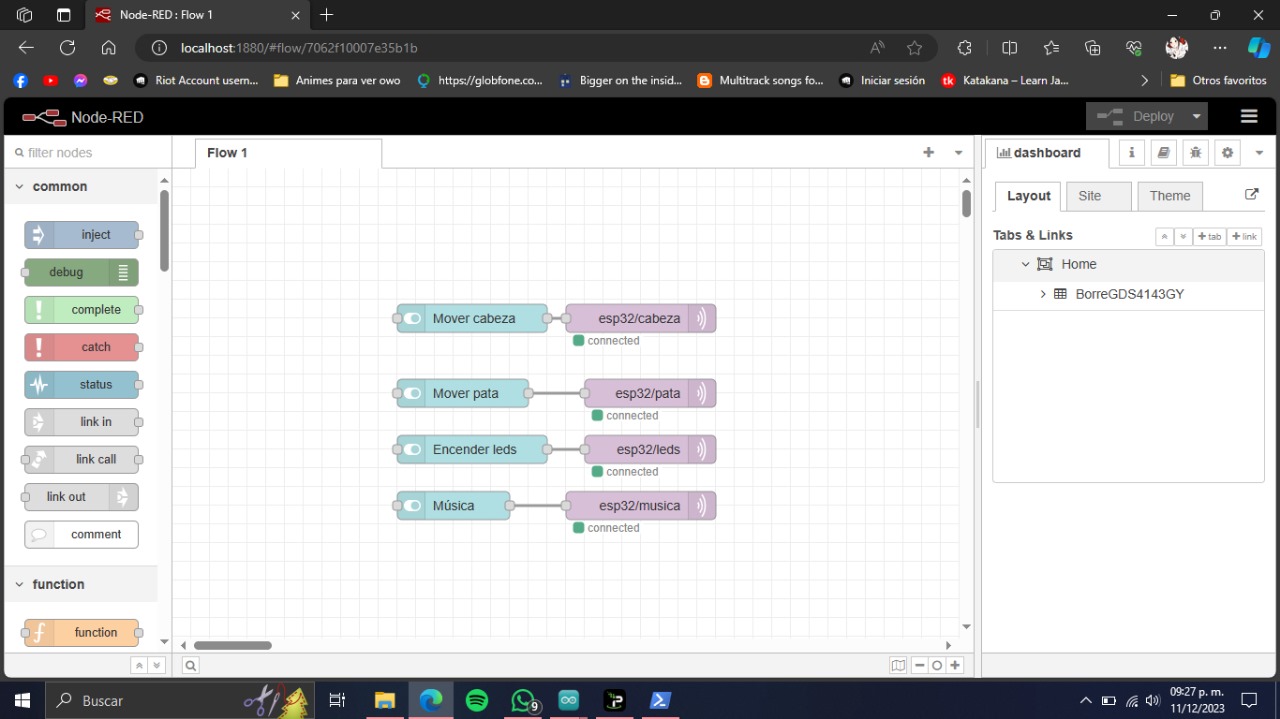 Node-RED : Flow 1
localhost:1880/#flow/7062f10007e35b1b
Riot Account usern...
Animes para ver owo
https://globfone.co...
Bigger on the insid...
Multitrack songs fo...
Iniciar sesión
tk
Katakana – Learn Ja...
Otros favoritos
Node-RED
Deploy
filter nodes
Flow 1
dashboard
common
Layout
Site
Theme
inject
Tabs & Links
tab
link
debug
Home
complete
BorreGDS4143GY
catch
Mover cabeza
esp32/cabeza
connected
status
Mover pata
esp32/pata
connected
link in
Encender leds
esp32/leds
link call
connected
link out
Música
esp32/musica
connected
comment
function
function
Buscar
9
09:27 p. m.
11/12/2023